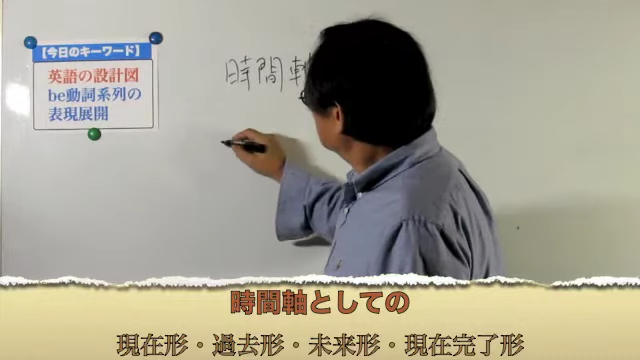 【今日のキーワード】
英語の設計図
be動詞系列の
表現展開
時間軸
時間軸としての
現在形・過去形・未来形・現在完了形